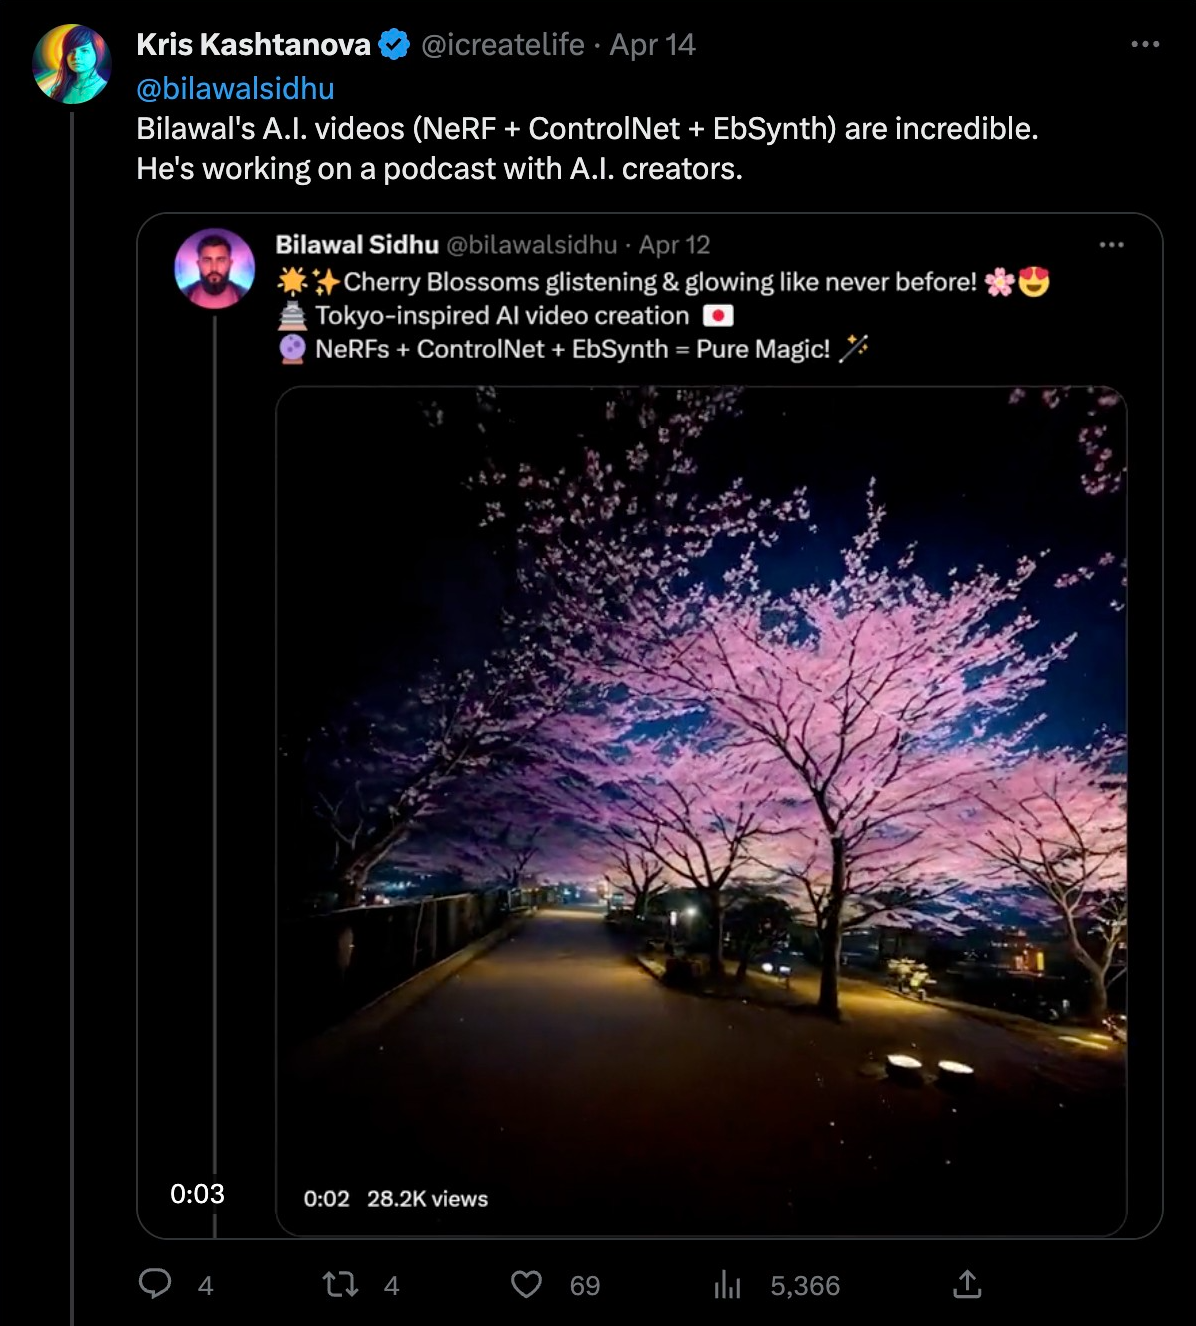 Kris Kashtanova @icreatelife · Apr 14
@bilawalsidhu
Bilawal's A.I. videos (NeRF + ControlNet + EbSynth) are incredible.
He's working on a podcast with A.I. creators.
Bilawal Sidhu @bilawalsidhu · Apr 12
🌟✨Cherry Blossoms glistening & glowing like never before! 🌸😍
🏯 Tokyo-inspired AI video creation 🇯🇵
🔮 NeRFs + ControlNet + EbSynth = Pure Magic! 🪄
0:03
0:02 28.2K views
4 4 69 5,366